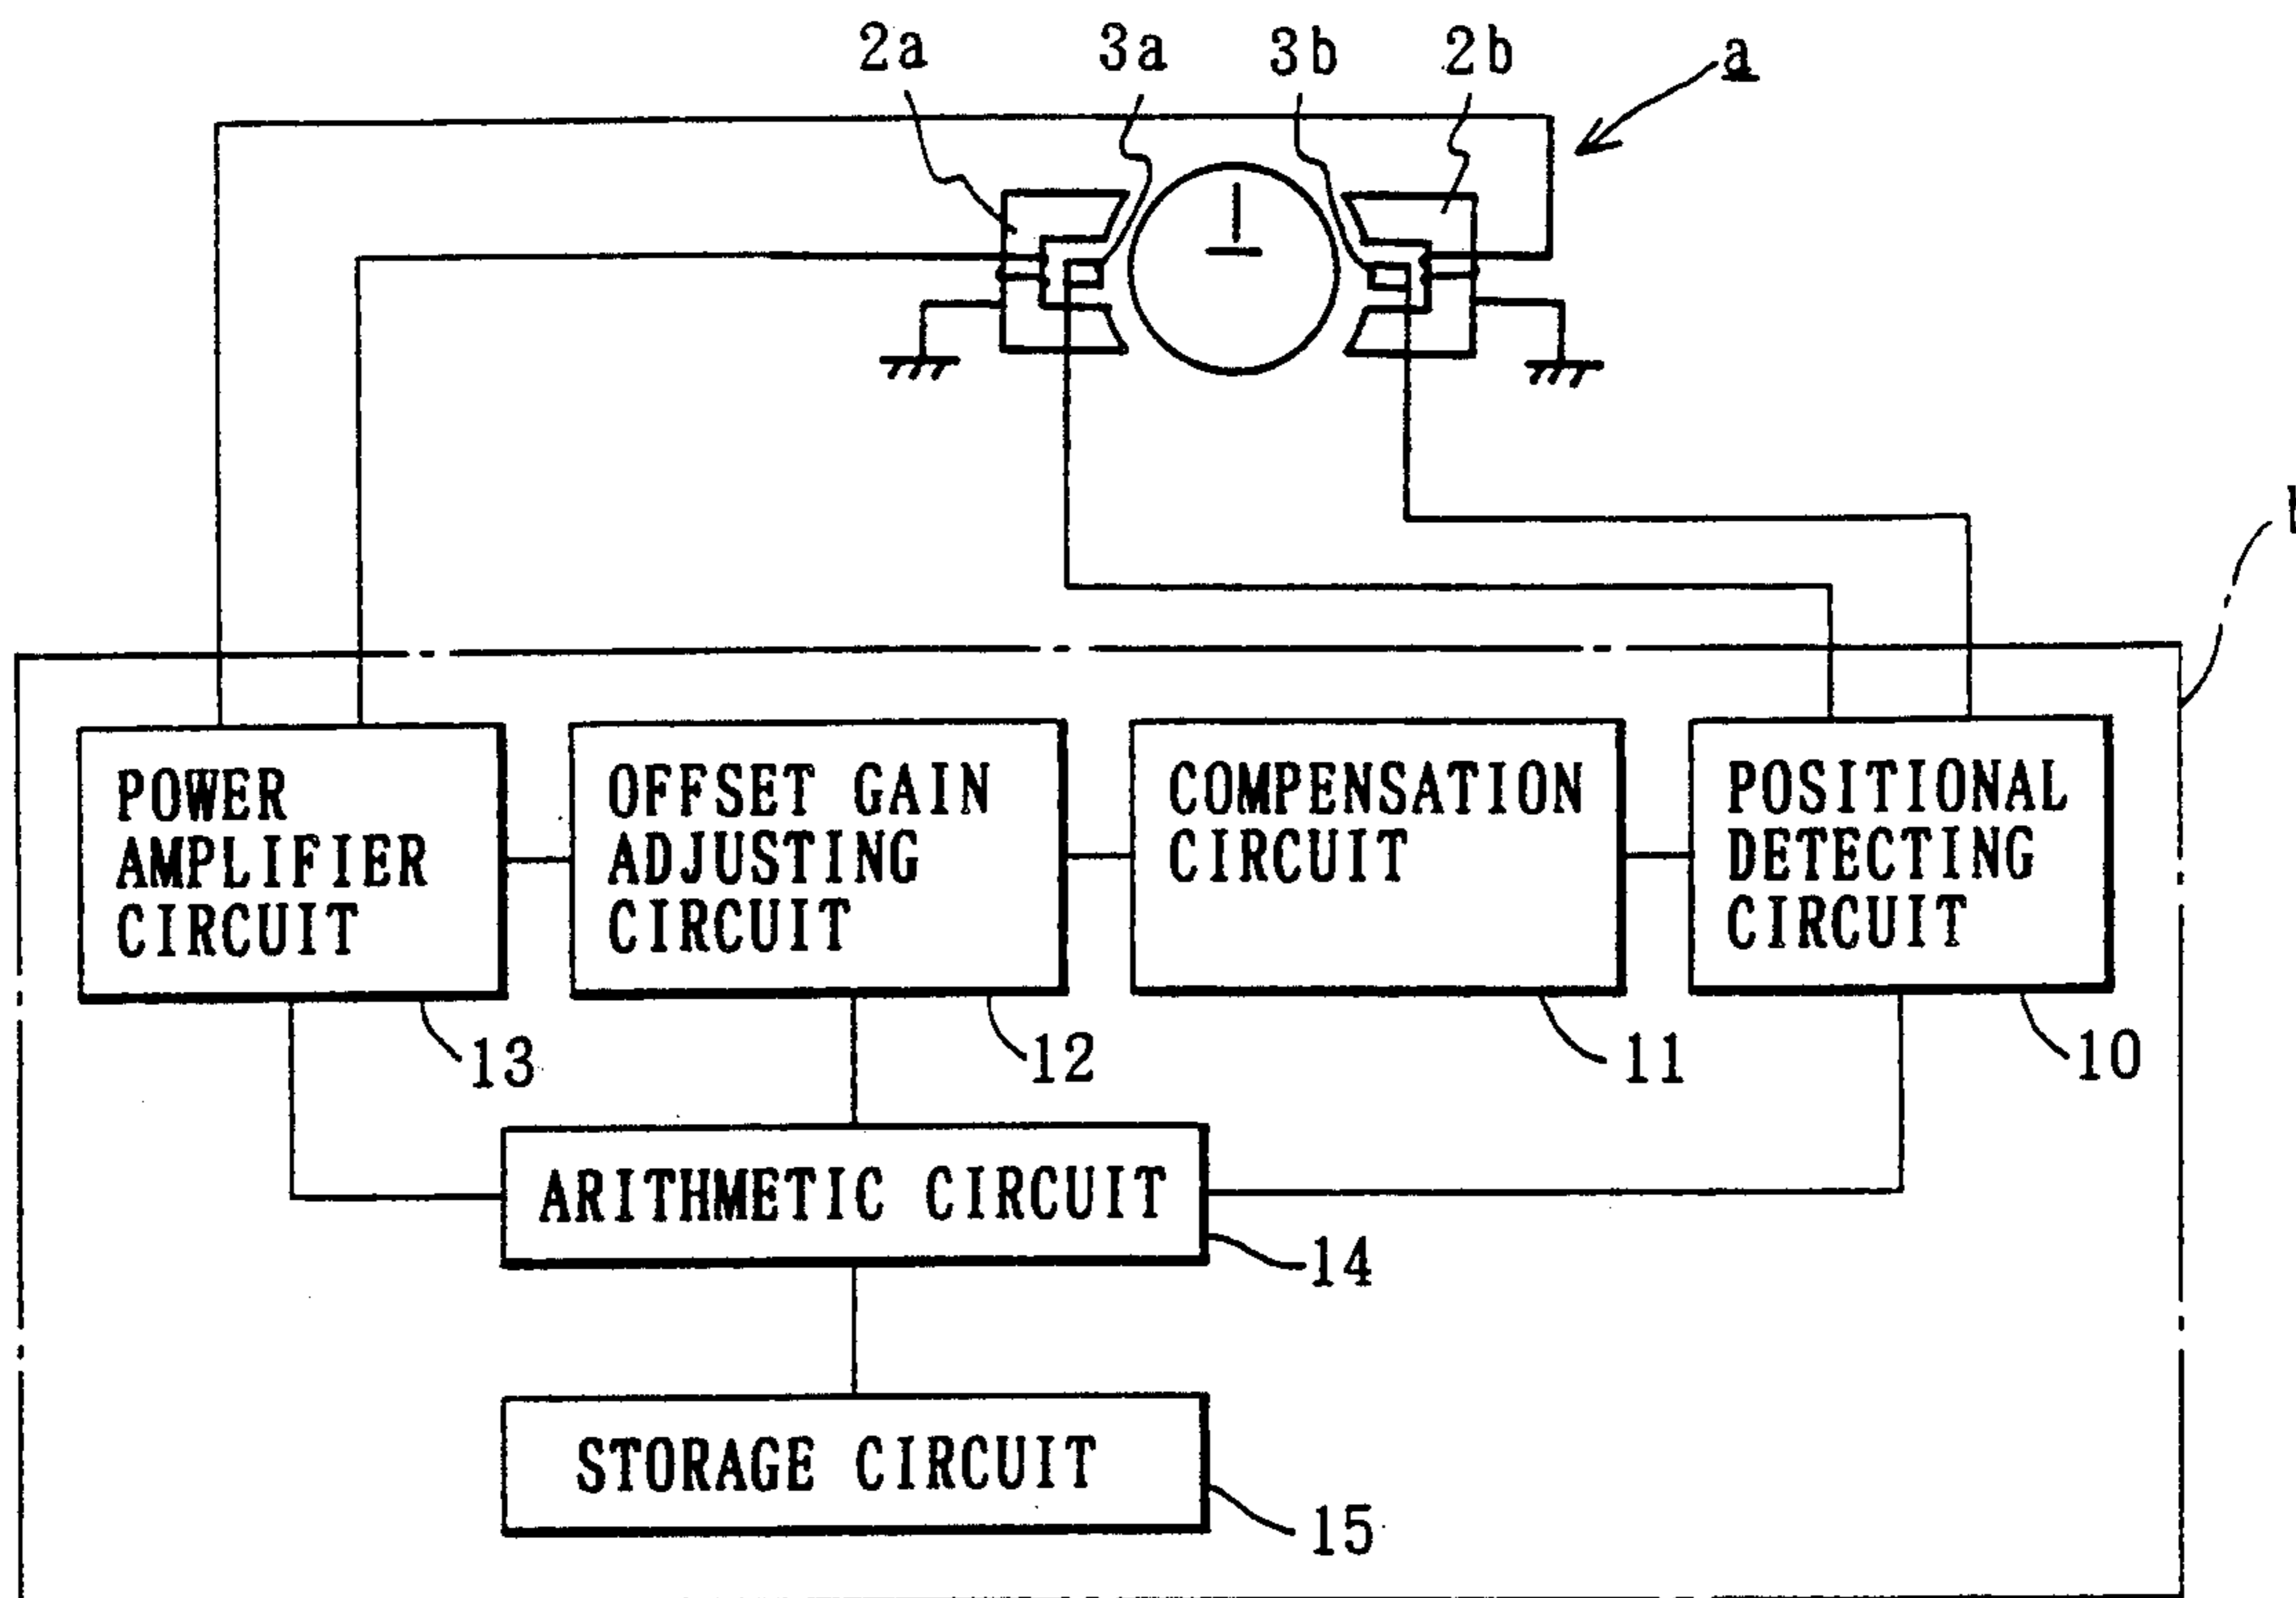 2a 3a 3b 2b a
1
POWER
AMPLIFIER
CIRCUIT
OFFSET GAIN
ADJUSTING
CIRCUIT
COMPENSATION
CIRCUIT
POSITIONAL
DETECTING
CIRCUIT
13 12 11 10
ARITHMETIC CIRCUIT
14
STORAGE CIRCUIT
15